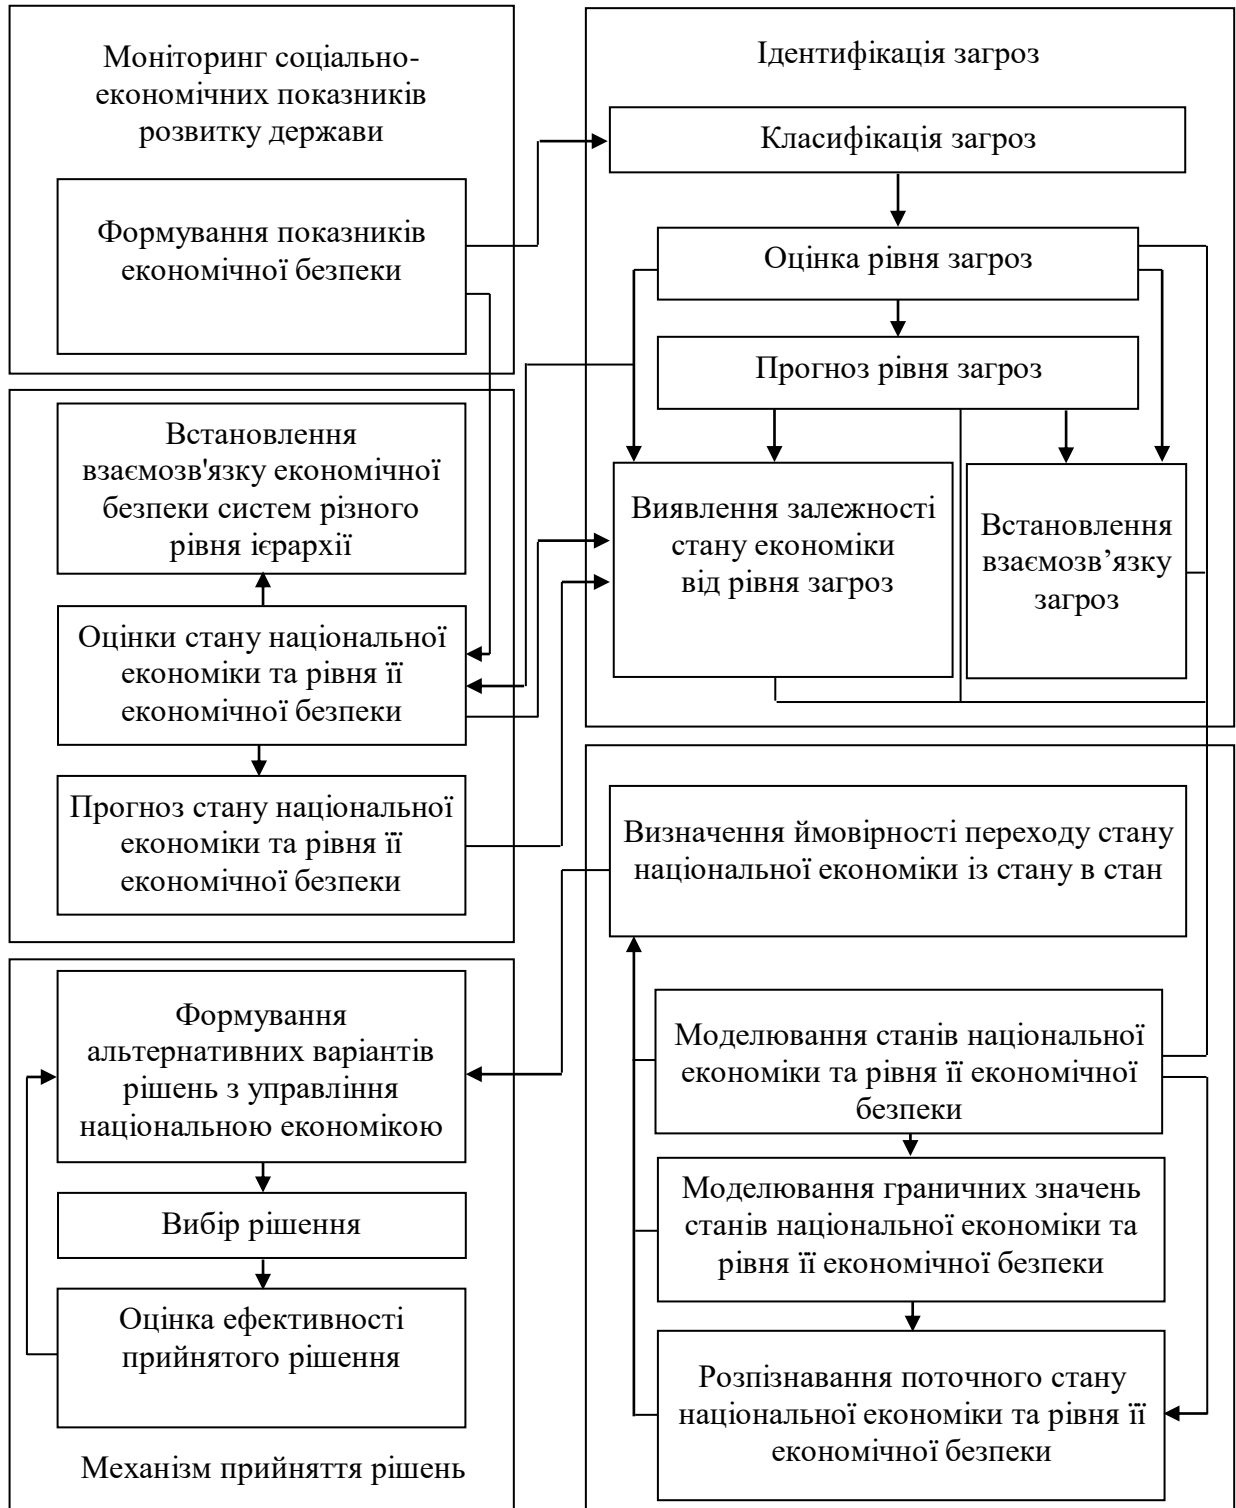 Моніторинг соціально-
економічних показників
розвитку держави
Формування показників
економічної безпеки
Встановлення
взаємозв'язку економічної
безпеки систем різного
рівня ієрархії
Оцінки стану національної
економіки та рівня її
економічної безпеки
Прогноз стану національної
економіки та рівня її
економічної безпеки
Формування
альтернативних варіантів
рішень з управління
національною економікою
Вибір рішення
Оцінка ефективності
прийнятого рішення
Механізм прийняття рішень
Ідентифікація загроз
Класифікація загроз
Оцінка рівня загроз
Прогноз рівня загроз
Виявлення залежності
стану економіки
від рівня загроз
Встановлення
взаємозв’язку
загроз
Визначення ймовірності переходу стану
національної економіки із стану в стан
Моделювання станів національної
економіки та рівня її економічної
безпеки
Моделювання граничних значень
станів національної економіки та
рівня її економічної безпеки
Розпізнавання поточного стану
національної економіки та рівня її
економічної безпеки